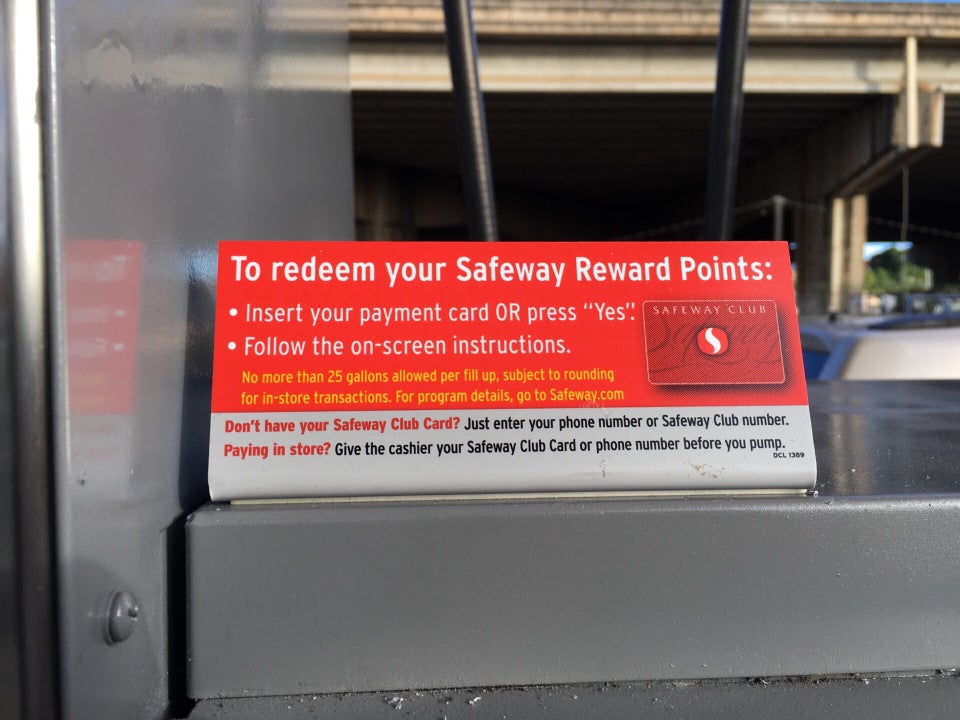 To redeem your Safeway Reward Points:
• Insert your payment card OR press “Yes”.
• Follow the on-screen instructions.
SAFEWAY CLUB
Safeway
No more than 25 gallons allowed per fill up, subject to rounding
for in-store transactions. For program details, go to Safeway.com
Don't have your Safeway Club Card? Just enter your phone number or Safeway Club number.
Paying in store? Give the cashier your Safeway Club Card or phone number before you pump.
DCL 1389